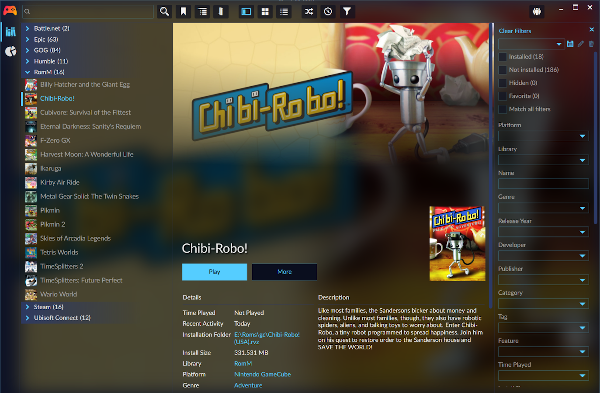 Battle.net (2)
Epic (63)
GOG (84)
Humble (11)
RomM (16)
Billy Hatcher and the Giant Egg
Chibi-Robo!
Cubivore: Survival of the Fittest
Eternal Darkness: Sanity's Requiem
F-Zero GX
Harvest Moon: A Wonderful Life
Ikaruga
Kirby Air Ride
Metal Gear Solid: The Twin Snakes
Pikmin
Pikmin 2
Skies of Arcadia Legends
Tetris Worlds
TimeSplitters 2
TimeSplitters: Future Perfect
Wario World
Steam (16)
Ubisoft Connect (12)
Chibi-Robo!
Chibi-Robo!
Chibi-Robo!
Play
More
Details
Time Played Not Played
Recent Activity Today
Installation Folder E:\Roms\gc\Chibi-Robo!
(USA).rvz
Install Size 331.531 MB
Library RomM
Platform Nintendo GameCube
Genre Adventure
Description
Like most families, the Sandersons bicker about money and
cleaning. Unlike most families, though, they also have robotic
spiders, aliens, and talking toys to worry about. Enter Chibi-
Robo, a tiny robot programmed to spread happiness. Join him
on his quest to restore order to the Sanderson house and
SAVE THE WORLD!
Clear Filters
Installed (18)
Not installed (186)
Hidden (0)
Favorite (0)
Match all filters
Platform
Library
Name
Genre
Release Year
Developer
Publisher
Category
Tag
Feature
Time Played